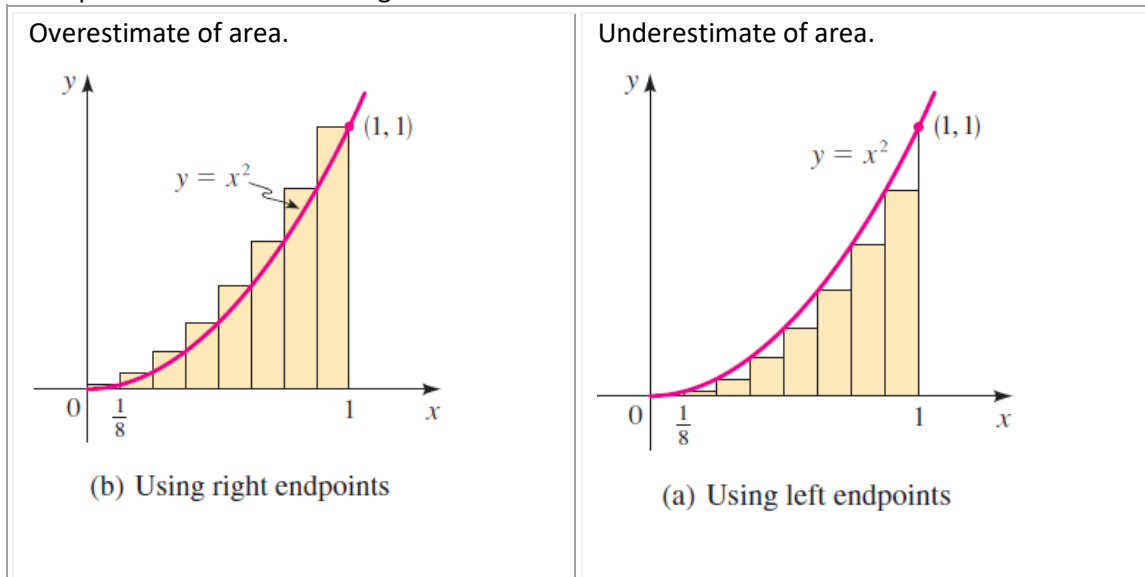 Overestimate of area.
y
(1, 1)
y = x²
0
1
8
1
x
(b) Using right endpoints
Underestimate of area.
y
(1, 1)
y = x²
0
1
8
1
x
(a) Using left endpoints